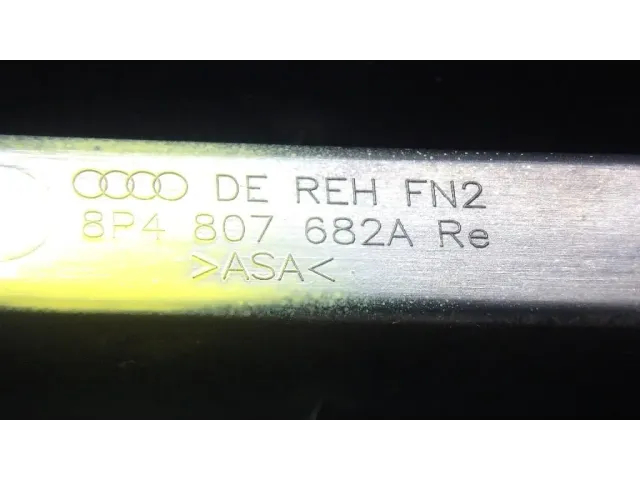 DE REH FN2
8P4 807 682A Re
>ASA<